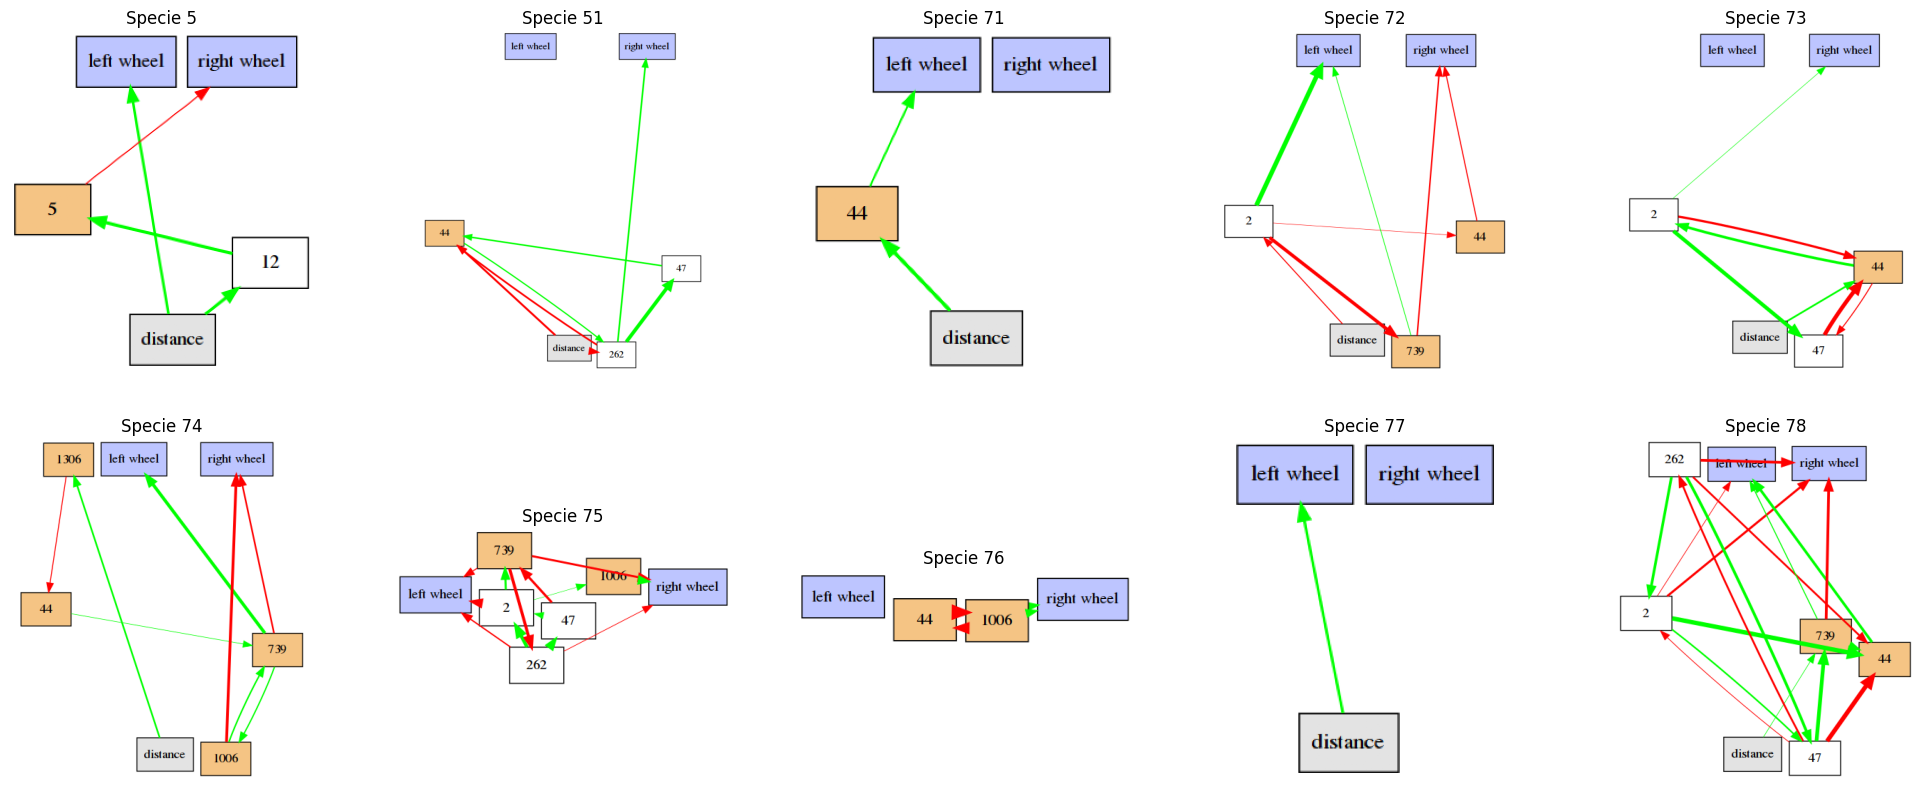 Specie 5
left wheel
right wheel
5
12
distance
Specie 51
left wheel
right wheel
44
47
distance
262
Specie 71
left wheel
right wheel
44
distance
Specie 72
left wheel
right wheel
2
44
distance
739
Specie 73
left wheel
right wheel
2
44
distance
47
Specie 74
1306
left wheel
right wheel
44
739
distance
1006
Specie 75
739
1006
left wheel
right wheel
2
47
262
Specie 76
left wheel
right wheel
44
1006
Specie 77
left wheel
right wheel
distance
Specie 78
262
left wheel
right wheel
2
739
44
distance
47